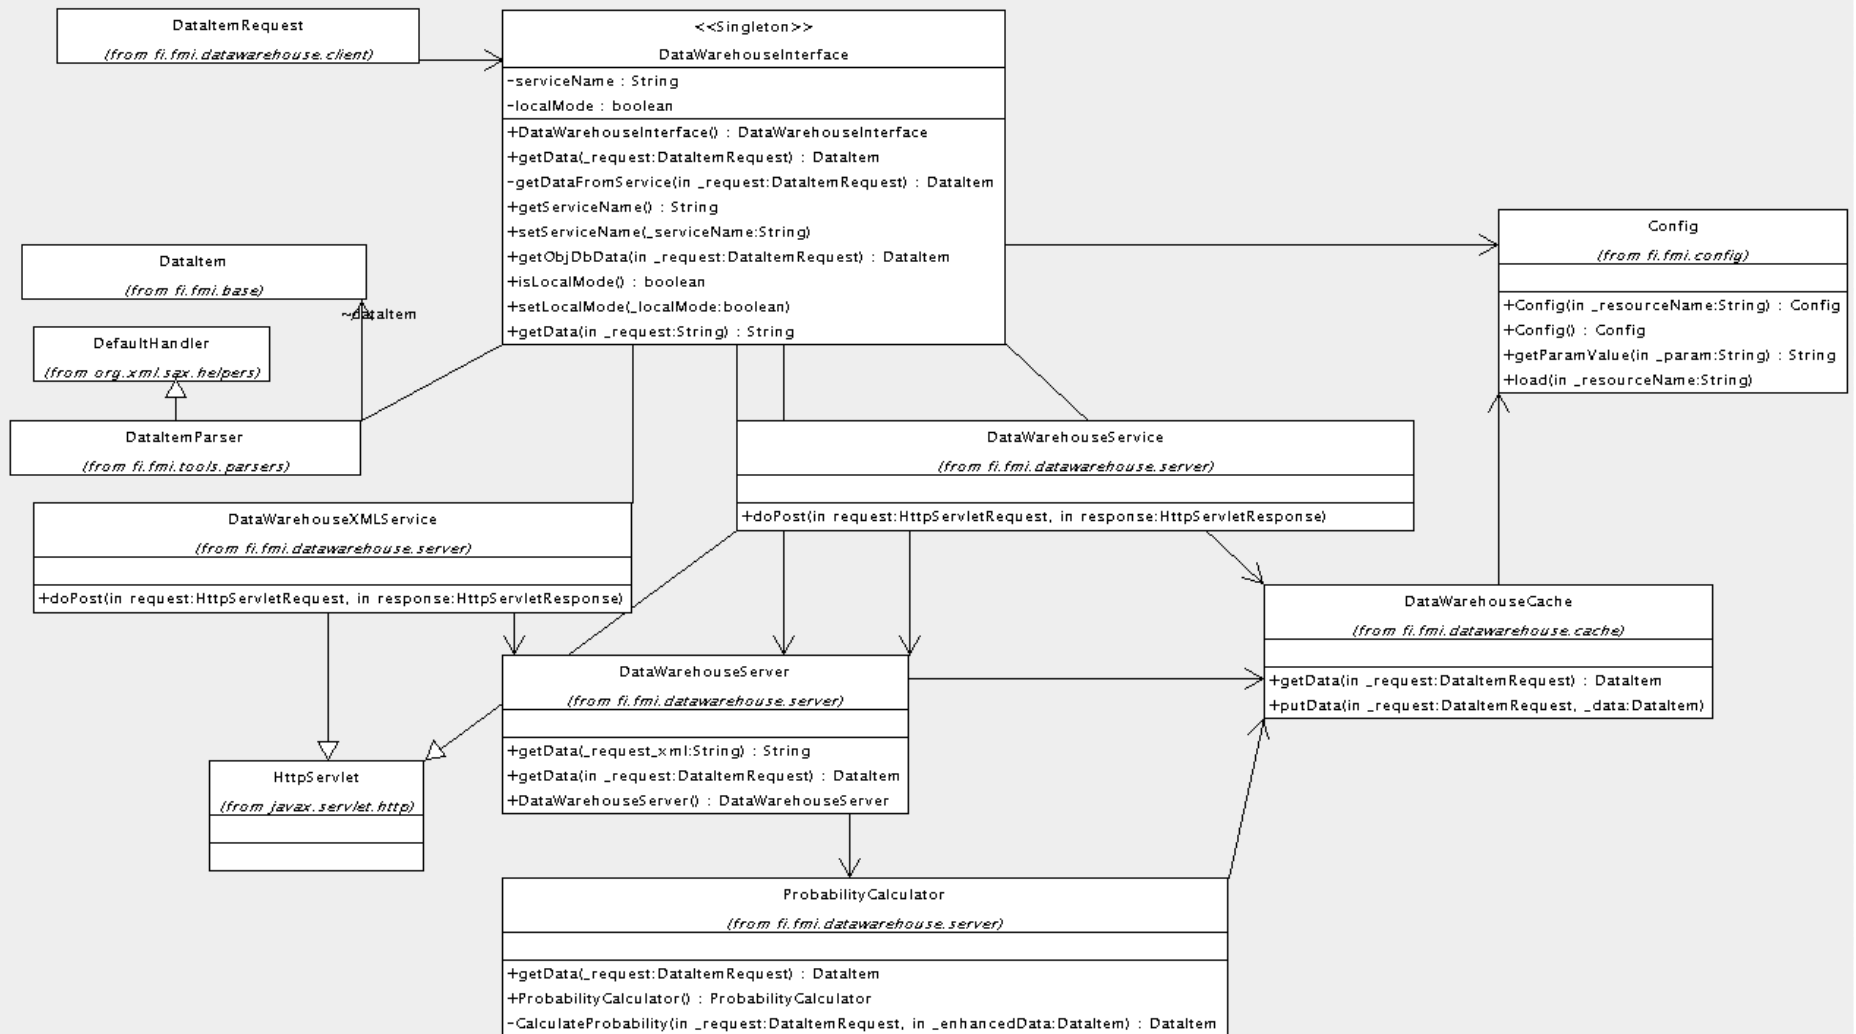 DataItemRequest
(from fi.fmi.datawarehouse.client)
<<Singleton>>
DataWarehouseInterface
-serviceName : String
-localMode : boolean
+DataWarehouseInterface() : DataWarehouseInterface
+getData(_request:DataItemRequest) : DataItem
-getDataFromService(in _request:DataItemRequest) : DataItem
+getServiceName() : String
+setServiceName(_serviceName:String)
+getObjDbData(in _request:DataItemRequest) : DataItem
+isLocalMode() : boolean
+setLocalMode(_localMode:boolean)
+getData(in _request:String) : String
Config
(from fi.fmi.config)
+Config(in _resourceName:String) : Config
+Config() : Config
+getParamValue(in _param:String) : String
+load(in _resourceName:String)
DataItem
(from fi.fmi.base)
~dataItem
DefaultHandler
(from org.xml.sax.helpers)
DataItemParser
(from fi.fmi.tools.parsers)
DataWarehouseService
(from fi.fmi.datawarehouse.server)
+doPost(in request:HttpServletRequest, in response:HttpServletResponse)
DataWarehouseXMLService
(from fi.fmi.datawarehouse.server)
+doPost(in request:HttpServletRequest, in response:HttpServletResponse)
DataWarehouseCache
(from fi.fmi.datawarehouse.cache)
+getData(in _request:DataItemRequest) : DataItem
+putData(in _request:DataItemRequest, _data:DataItem)
DataWarehouseServer
(from fi.fmi.datawarehouse.server)
+getData(_request_xml:String) : String
+getData(in _request:DataItemRequest) : DataItem
+DataWarehouseServer() : DataWarehouseServer
HttpServlet
(from javax.servlet.http)
ProbabilityCalculator
(from fi.fmi.datawarehouse.server)
+getData(_request:DataItemRequest) : DataItem
+ProbabilityCalculator() : ProbabilityCalculator
-CalculateProbability(in _request:DataItemRequest, in _enhancedData:DataItem) : DataItem